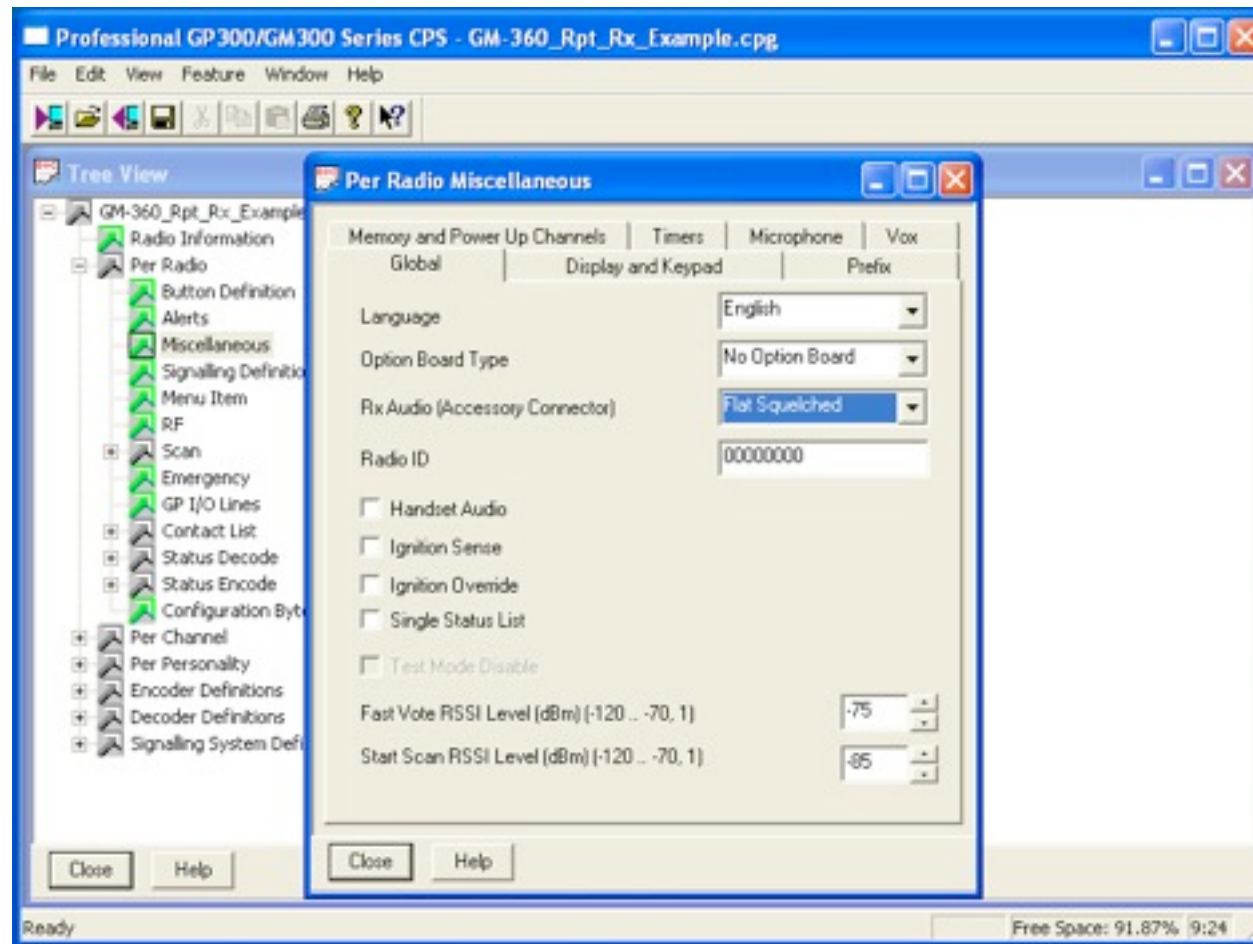 Professional GP300/GM300 Series CPS - GM-360_Rpt_Rx_Example.cpg
File Edit View Feature Window Help
Tree View
GM-360_Rpt_Rx_Example
Radio Information
Per Radio
Button Definition
Alerts
Miscellaneous
Signalling Definitio
Menu Item
RF
Scan
Emergency
GP I/O Lines
Contact List
Status Decode
Status Encode
Configuration Byt
Per Channel
Per Personality
Encoder Definitions
Decoder Definitions
Signalling System Defi
Close Help
Per Radio Miscellaneous
Memory and Power Up Channels Timers Microphone Vox
Global Display and Keypad Prefix
Language English
Option Board Type No Option Board
Rx Audio (Accessory Connector) Flat Squelched
Radio ID 00000000
Handset Audio
Ignition Sense
Ignition Override
Single Status List
Test Mode Disable
Fast Vote RSSI Level (dBm) (-120 .. -70, 1) -75
Start Scan RSSI Level (dBm) (-120 .. -70, 1) -85
Close Help
Ready Free Space: 91.87% 9:24